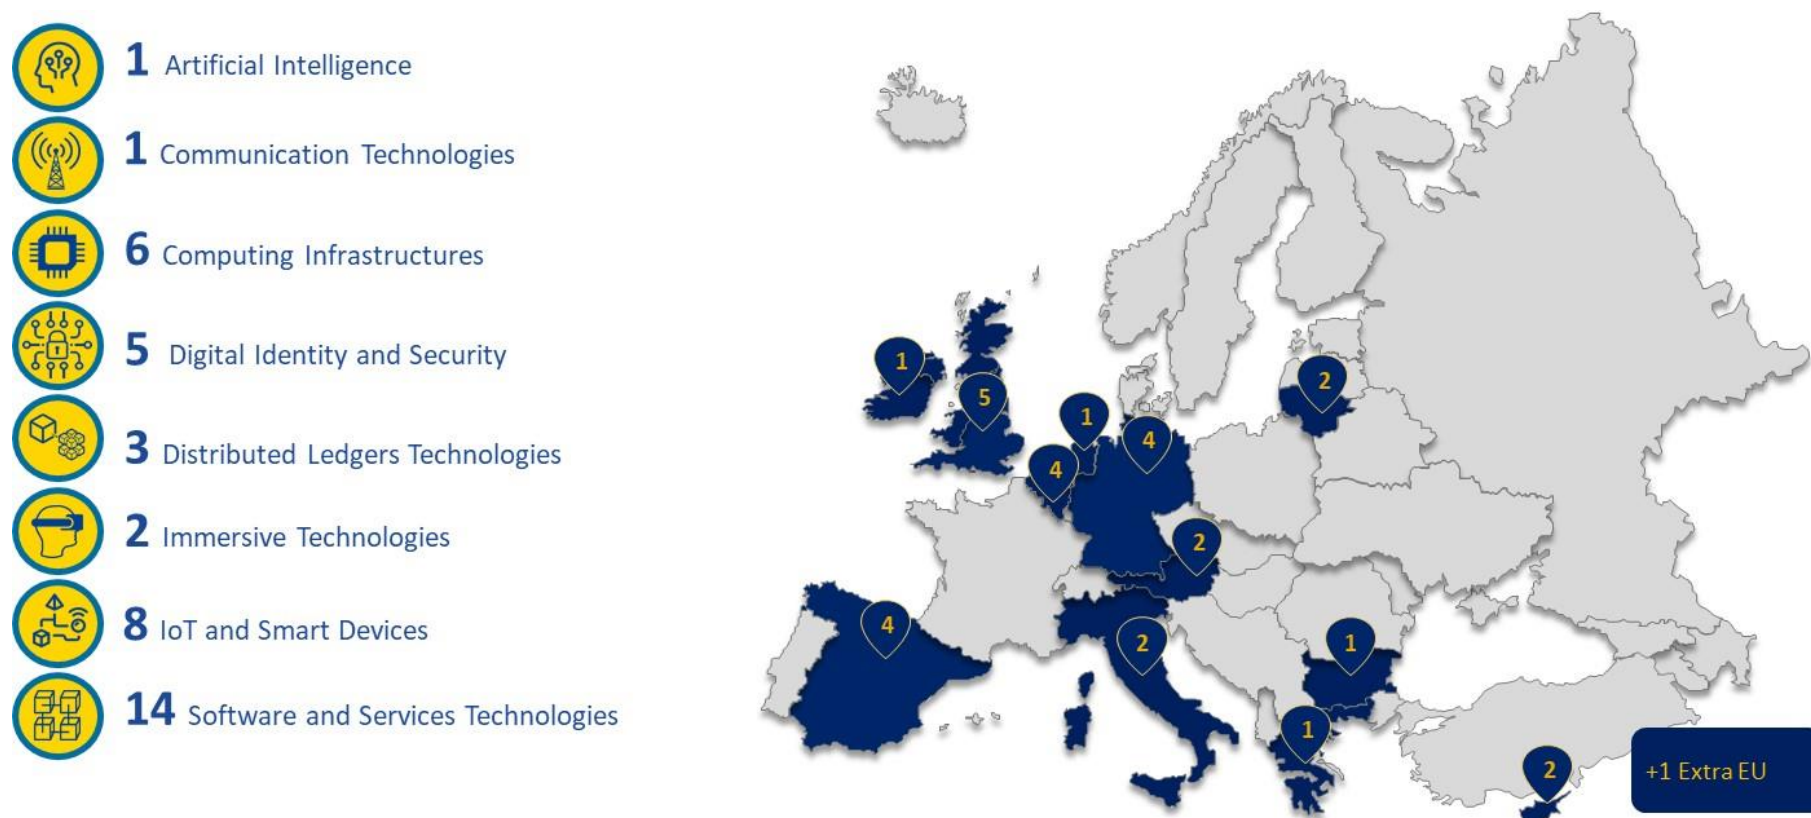 1 Artificial Intelligence
1 Communication Technologies
6 Computing Infrastructures
5 Digital Identity and Security
3 Distributed Ledgers Technologies
2 Immersive Technologies
8 IoT and Smart Devices
14 Software and Services Technologies
1
5
1
4
4
2
2
4
2
1
1
2
+1 Extra EU